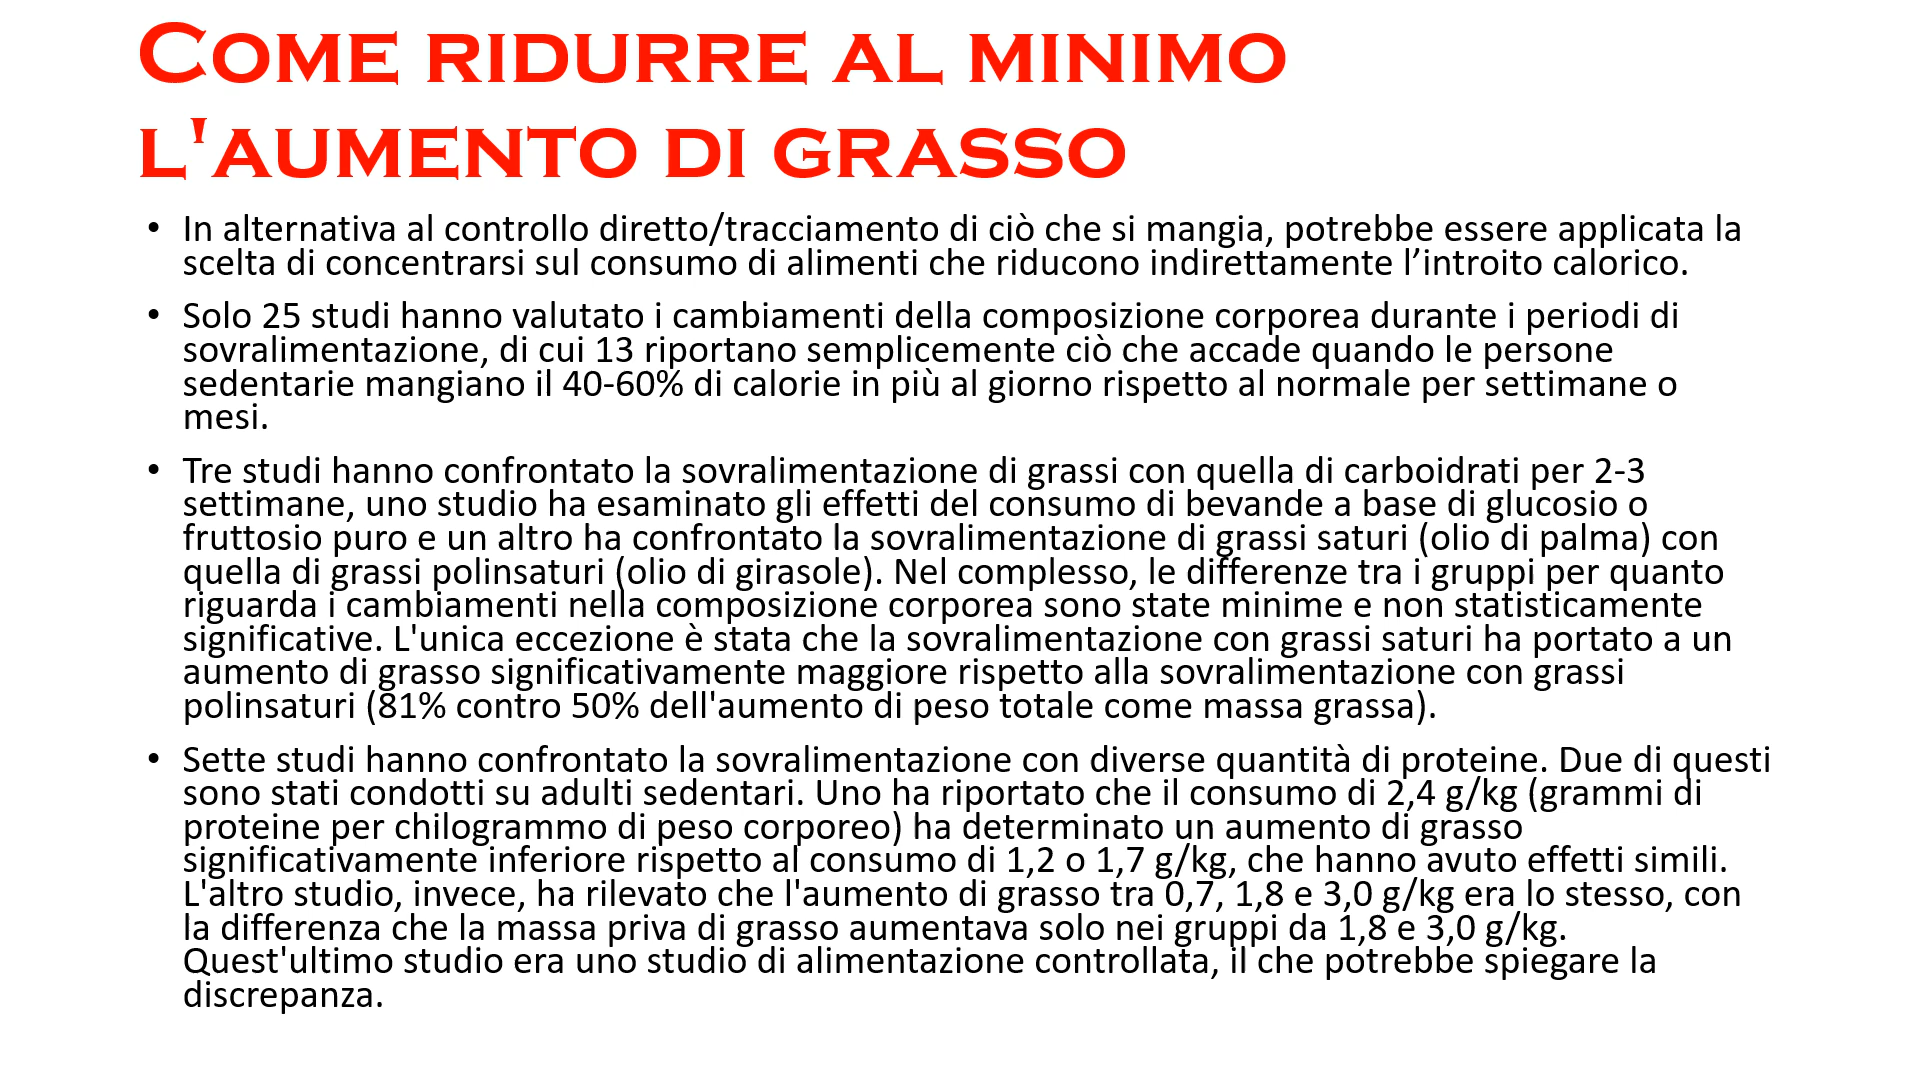 Come ridurre al minimo
l'aumento di grasso
• In alternativa al controllo diretto/tracciamento di ciò che si mangia, potrebbe essere applicata la
scelta di concentrarsi sul consumo di alimenti che riducono indirettamente l’introito calorico.
• Solo 25 studi hanno valutato i cambiamenti della composizione corporea durante i periodi di
sovralimentazione, di cui 13 riportano semplicemente ciò che accade quando le persone
sedentarie mangiano il 40-60% di calorie in più al giorno rispetto al normale per settimane o
mesi.
• Tre studi hanno confrontato la sovralimentazione di grassi con quella di carboidrati per 2-3
settimane, uno studio ha esaminato gli effetti del consumo di bevande a base di glucosio o
fruttosio puro e un altro ha confrontato la sovralimentazione di grassi saturi (olio di palma) con
quella di grassi polinsaturi (olio di girasole). Nel complesso, le differenze tra i gruppi per quanto
riguarda i cambiamenti nella composizione corporea sono state minime e non statisticamente
significative. L'unica eccezione è stata che la sovralimentazione con grassi saturi ha portato a un
aumento di grasso significativamente maggiore rispetto alla sovralimentazione con grassi
polinsaturi (81% contro 50% dell'aumento di peso totale come massa grassa).
• Sette studi hanno confrontato la sovralimentazione con diverse quantità di proteine. Due di questi
sono stati condotti su adulti sedentari. Uno ha riportato che il consumo di 2,4 g/kg (grammi di
proteine per chilogrammo di peso corporeo) ha determinato un aumento di grasso
significativamente inferiore rispetto al consumo di 1,2 o 1,7 g/kg, che hanno avuto effetti simili.
L'altro studio, invece, ha rilevato che l'aumento di grasso tra 0,7, 1,8 e 3,0 g/kg era lo stesso, con
la differenza che la massa priva di grasso aumentava solo nei gruppi da 1,8 e 3,0 g/kg.
Quest'ultimo studio era uno studio di alimentazione controllata, il che potrebbe spiegare la
discrepanza.